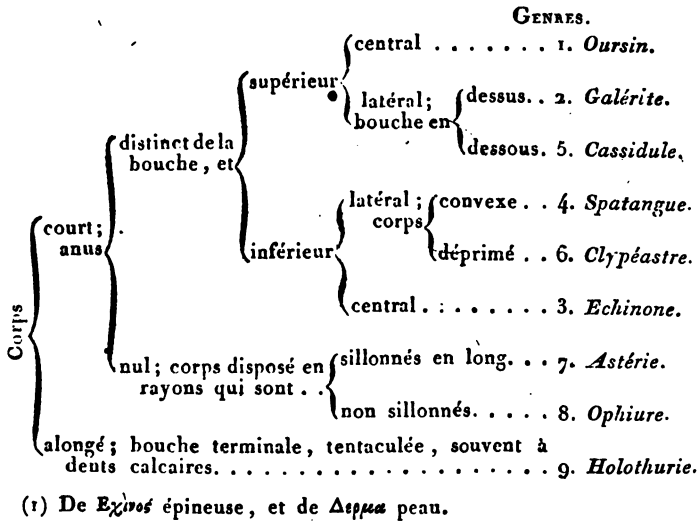 GENRES.
central . . . . . . . 1. Oursin.
supérieur
latéral; bouche en
dessus. . 2. Galérite.
dessous. 5. Cassidule.
distinct de la bouche, et
latéral; corps
convexe . . 4. Spatangue.
déprimé . . 6. Clypéastre.
court; anus
inférieur
central . : . . . . . . 3. Echinone.
Corps
nul; corps disposé en
rayons qui sont . .
sillonnés en long. . . 7. Astérie.
non sillonnés. . . . . 8. Ophiure.
alongé; bouche terminale, tentaculée, souvent à
dents calcaires. . . . . . . . . . . . . . . . 9. Holothurie.
(1) De Εχίνος épineuse, et de Δερμα peau.